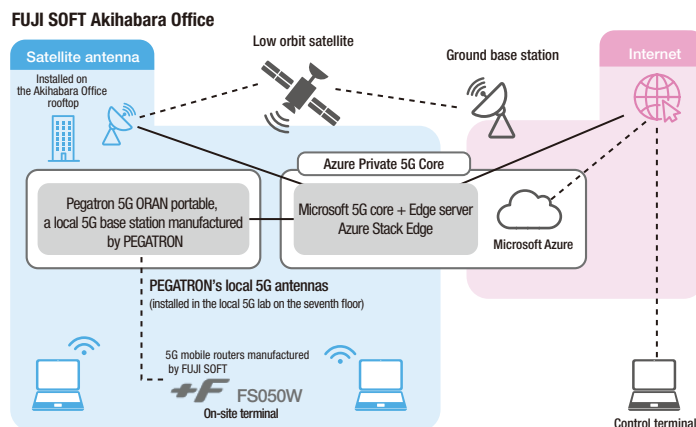 FUJI SOFT Akihabara Office
Satellite antenna
Installed on
the Akihabara Office
rooftop
Low orbit satellite
Ground base station
Internet
Azure Private 5G Core
Pegatron 5G ORAN portable,
a local 5G base station manufactured
by PEGATRON
Microsoft 5G core + Edge server
Azure Stack Edge
Microsoft Azure
PEGATRON's local 5G antennas
(installed in the local 5G lab on the seventh floor)
5G mobile routers manufactured
by FUJI SOFT
+F FS050W
On-site terminal
Control terminal